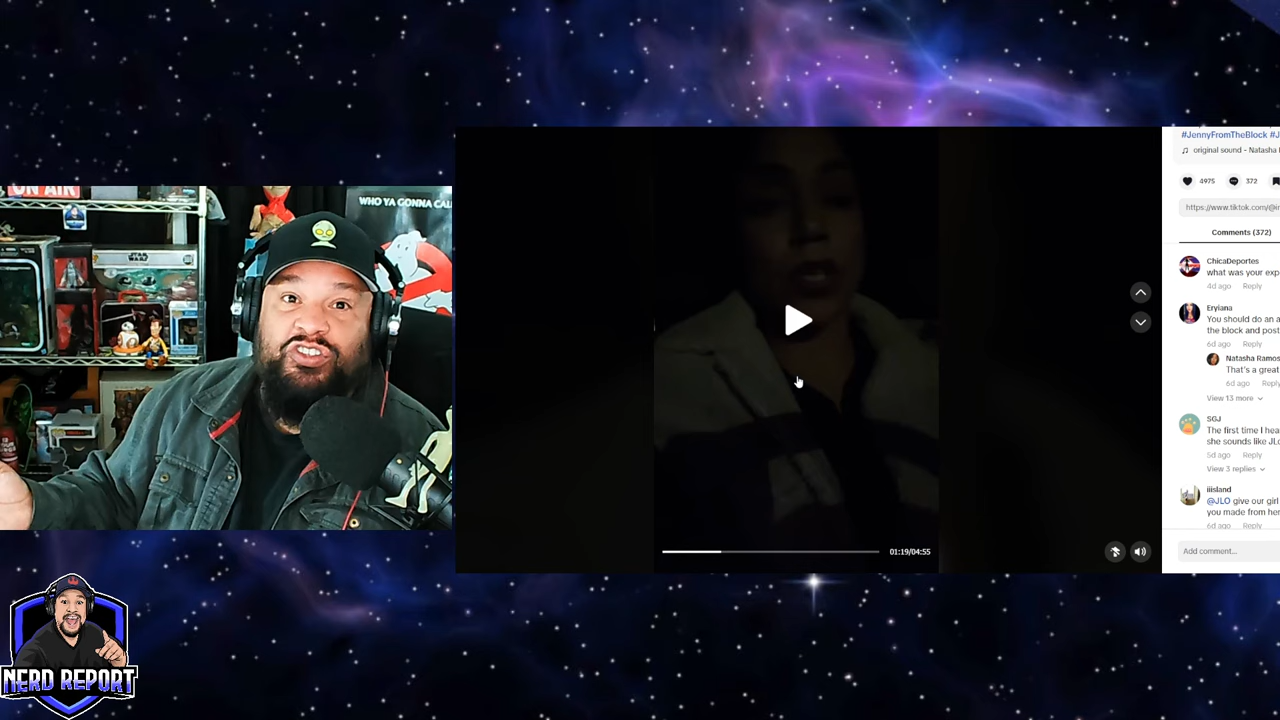 ON AIR
WHO YA GONNA CALL
STAR WARS
NERD REPORT
01:19/04:55
#JennyFromTheBlock #J
original sound - Natasha
4975
372
https://www.tiktok.com/@i
Comments (372)
ChicaDeportes
what was your exp
4d ago Reply
Eryiana
You should do an a
the block and post
6d ago Reply
Natasha Ramos
That's a great
6d ago Reply
View 13 more
SGJ
The first time I hea
she sounds like JLo
5d ago Reply
View 3 replies
iiisland
@JLO give our girl
you made from her
6d ago Reply
Add comment...